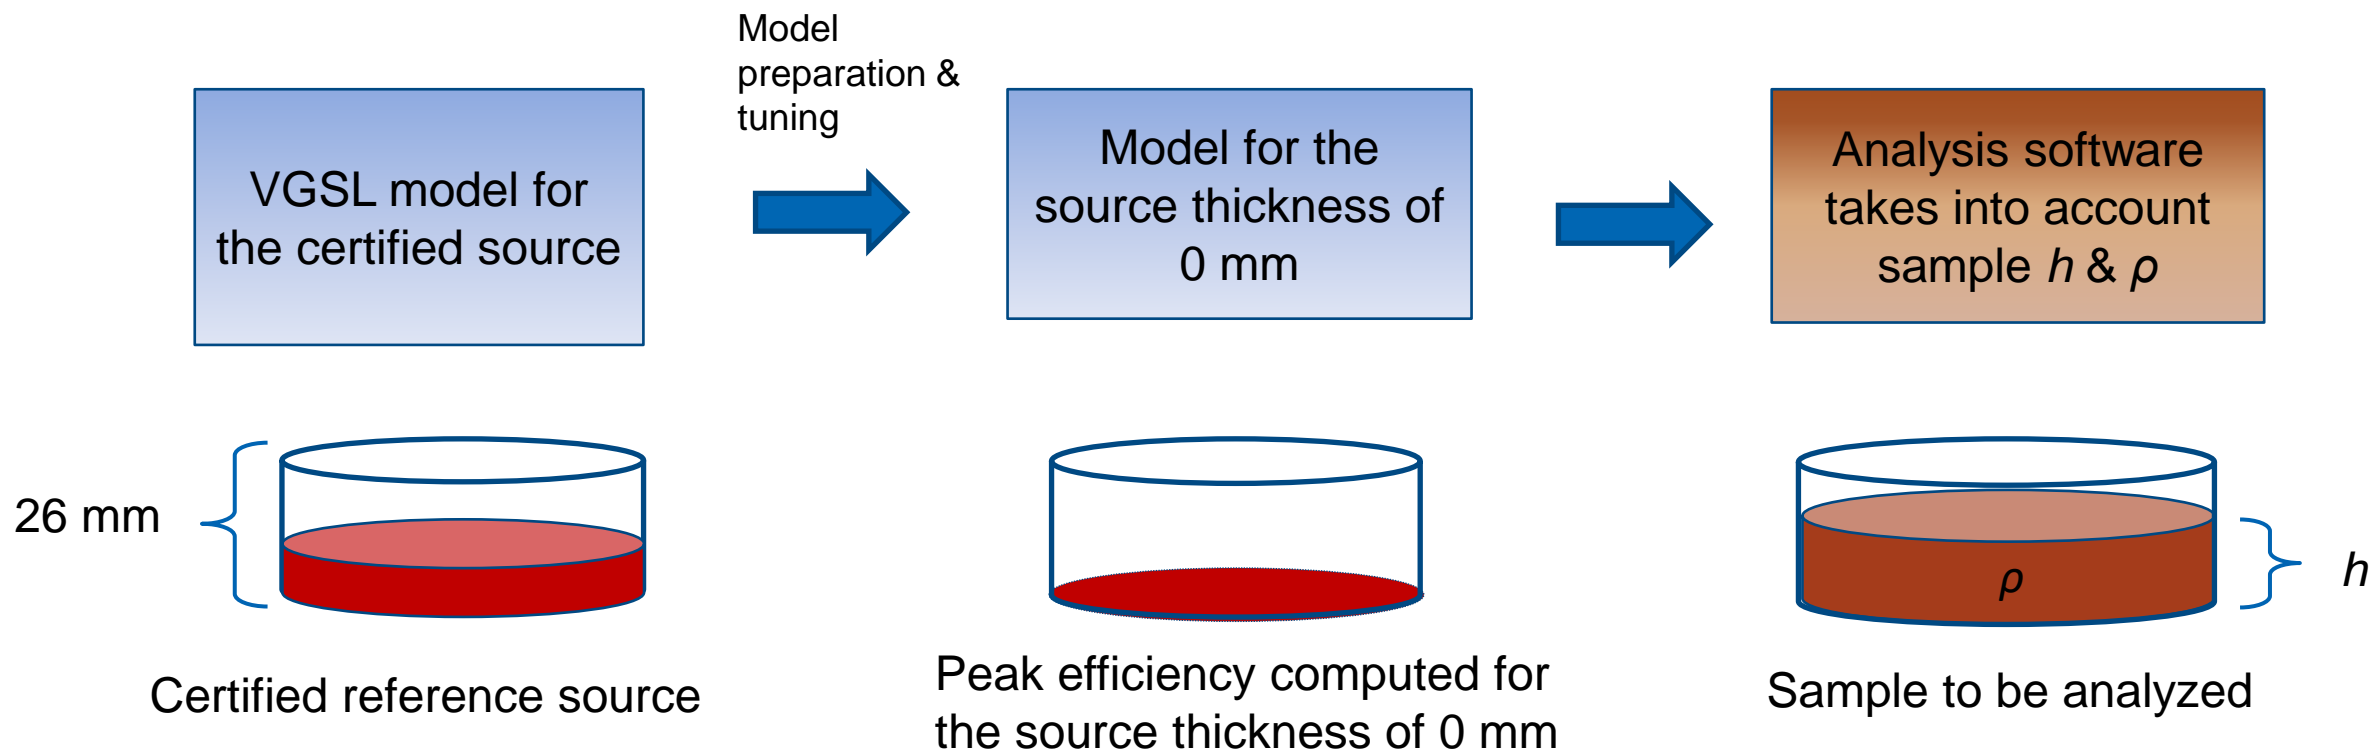 Model
preparation &
tuning
VGSL model for
the certified source
Model for the
source thickness of
0 mm
Analysis software
takes into account
sample h & ρ
26 mm
ρ
h
Certified reference source
Peak efficiency computed for
the source thickness of 0 mm
Sample to be analyzed